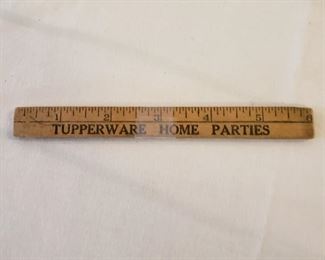 1 2 3 4 5 6
TUPPERWARE HOME PARTIES